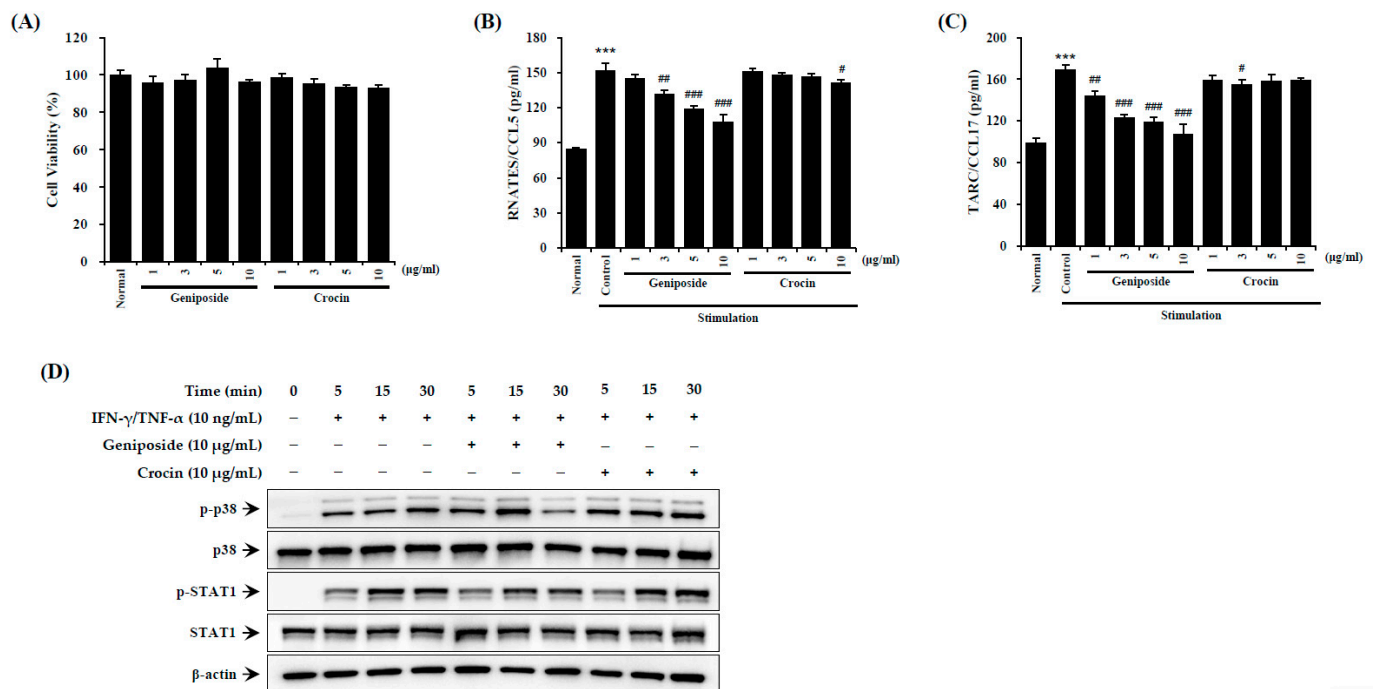 (A)
120
100
80
60
40
20
0
Cell Viability (%)
Normal
1
3
5
10
1
3
5
10
(μg/ml)
Geniposide
Crocin
(B)
180
150
120
90
60
30
0
RNATES/CCL5 (pg/ml)
***
##
###
###
#
Normal
Control
1
3
5
10
1
3
5
10
(μg/ml)
Geniposide
Crocin
Stimulation
(C)
200
160
120
80
40
0
TARC/CCL17 (pg/ml)
***
##
###
###
###
#
Normal
Control
1
3
5
10
1
3
5
10
(μg/ml)
Geniposide
Crocin
Stimulation
(D)
Time (min) 0 5 15 30 5 15 30 5 15 30
IFN-γ/TNF-α (10 ng/mL) – + + + + + + + + +
Geniposide (10 μg/mL) – – – – + + + – – –
Crocin (10 μg/mL) – – – – – – – + + +
p-p38
p38
p-STAT1
STAT1
β-actin